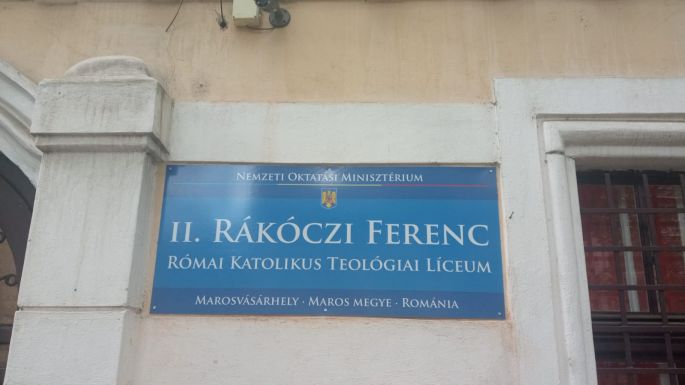 Nemzeti Oktatási Minisztérium
II. Rákóczi Ferenc
Római Katolikus Teológiai Líceum
Marosvásárhely · Maros megye · Románia